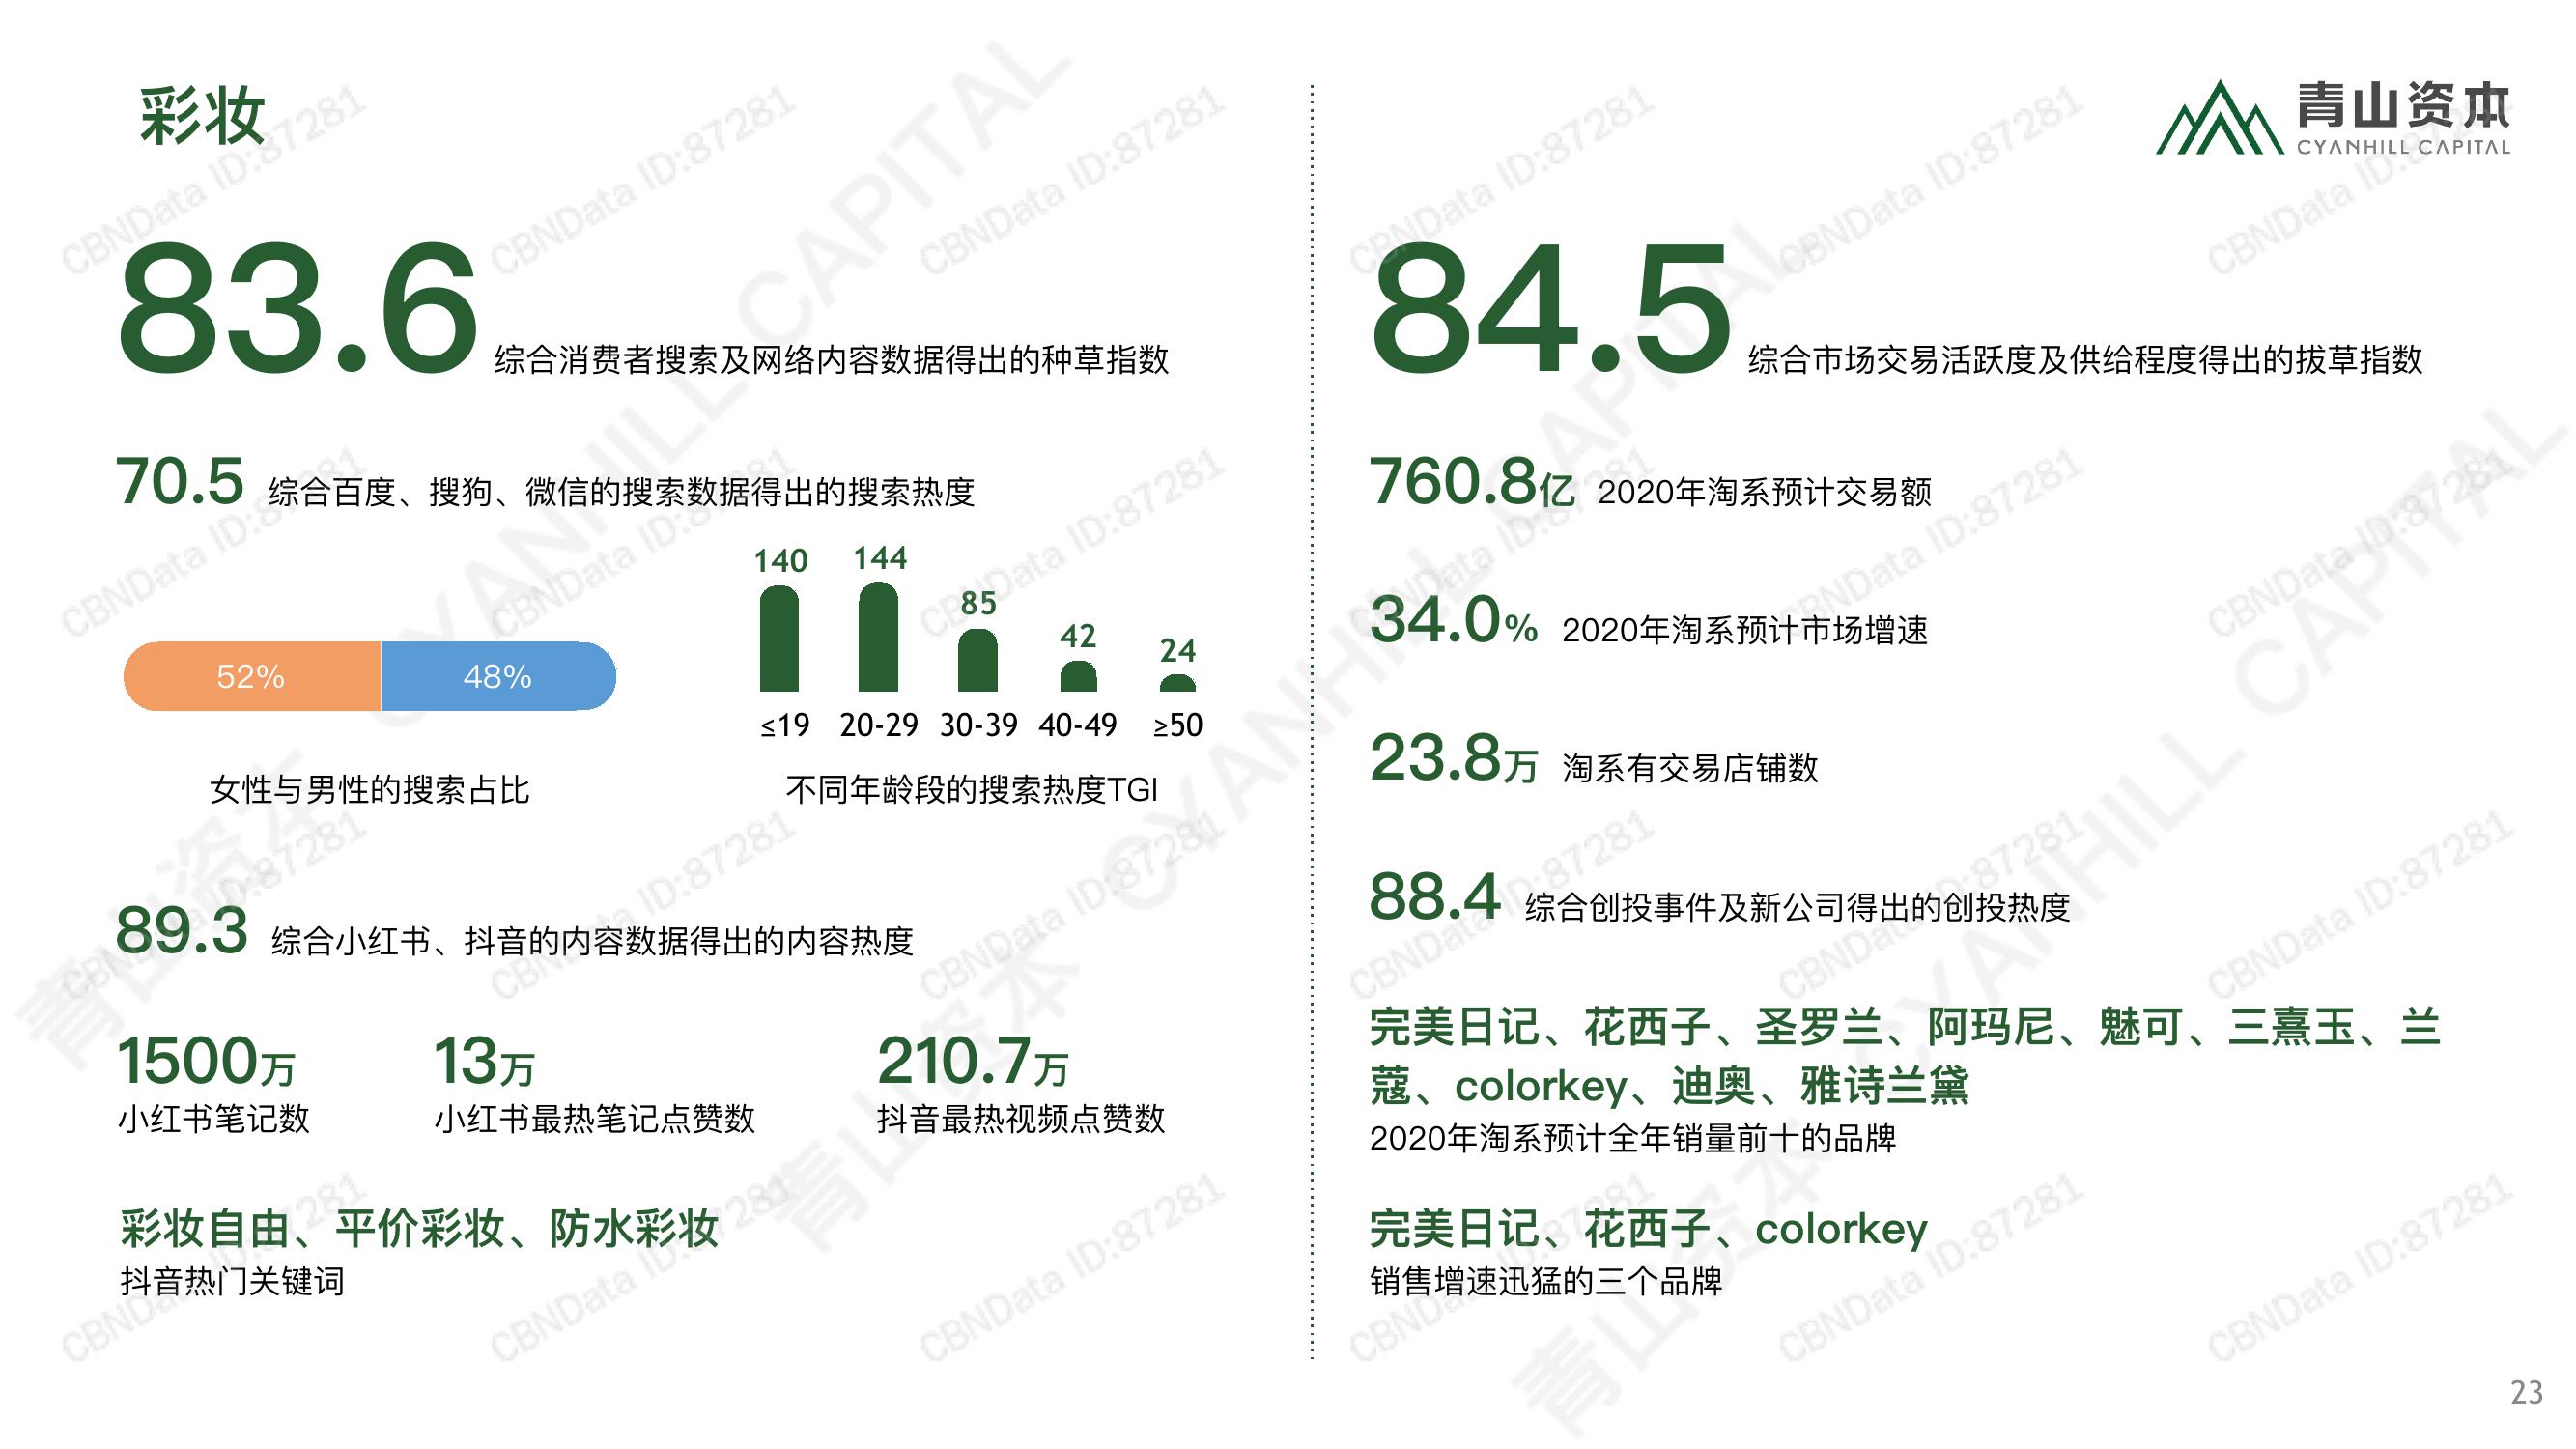 彩妆
青山资本
CYANHILL CAPITAL
83.6 综合消费者搜索及网络内容数据得出的种草指数
70.5 综合百度、搜狗、微信的搜索数据得出的搜索热度
52% 48%
女性与男性的搜索占比
140 144 85 42 24
≤19 20-29 30-39 40-49 ≥50
不同年龄段的搜索热度TGI
89.3 综合小红书、抖音的内容数据得出的内容热度
1500万 13万 210.7万
小红书笔记数 小红书最热笔记点赞数 抖音最热视频点赞数
彩妆自由、平价彩妆、防水彩妆
抖音热门关键词
84.5 综合市场交易活跃度及供给程度得出的拔草指数
760.8亿 2020年淘系预计交易额
34.0% 2020年淘系预计市场增速
23.8万 淘系有交易店铺数
88.4 综合创投事件及新公司得出的创投热度
完美日记、花西子、圣罗兰、阿玛尼、魅可、三熹玉、兰
蔻、colorkey、迪奥、雅诗兰黛
2020年淘系预计全年销量前十的品牌
完美日记、花西子、colorkey
销售增速迅猛的三个品牌
23
CBNData ID:87281
青山资本 CYANHILL CAPITAL